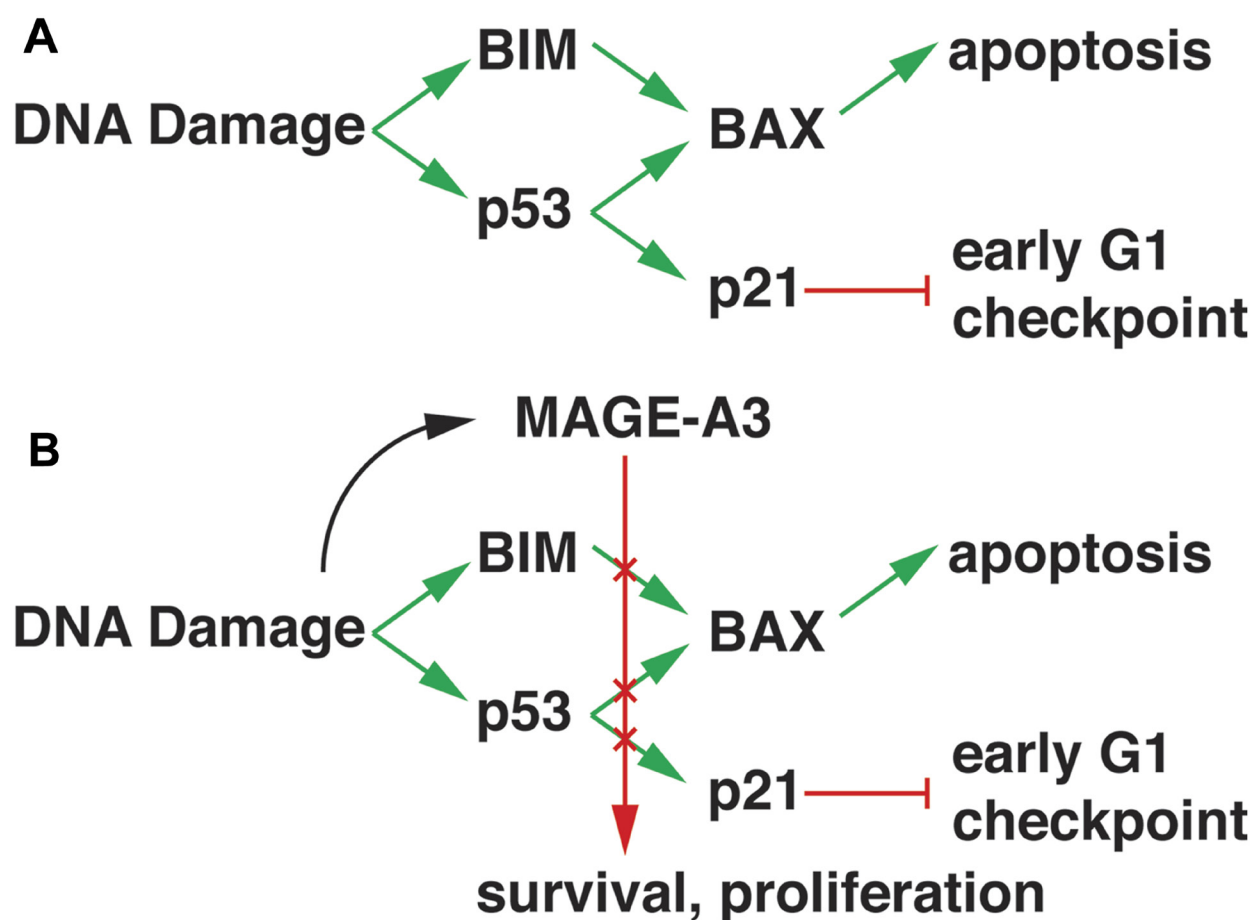 A
BIM
apoptosis
DNA Damage
BAX
p53
early G1
checkpoint
p21
MAGE-A3
B
BIM
apoptosis
DNA Damage
BAX
p53
early G1
checkpoint
p21
survival, proliferation